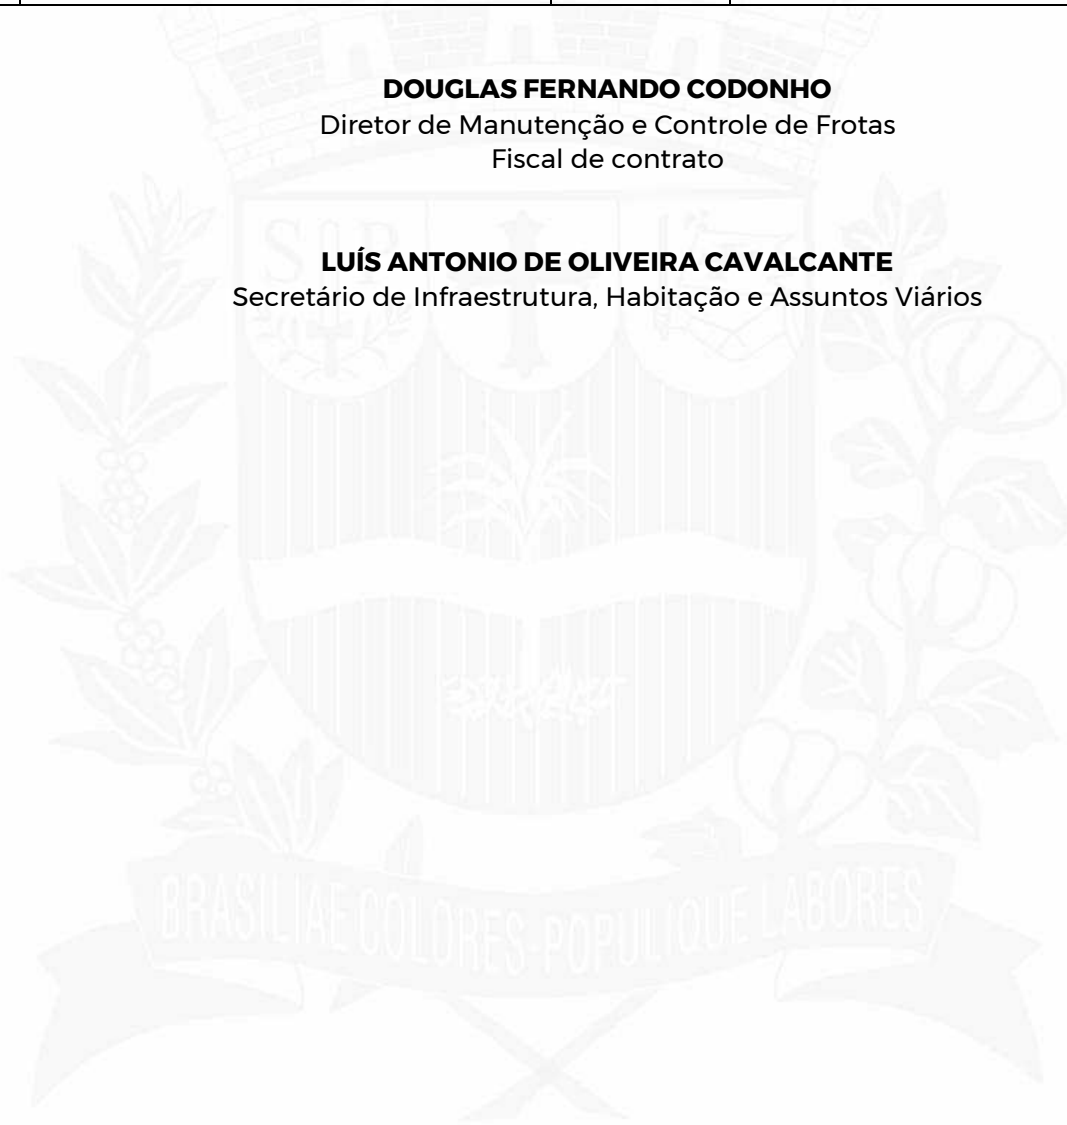 DOUGLAS FERNANDO CODONHO
Diretor de Manutenção e Controle de Frotas
Fiscal de contrato
LUÍS ANTONIO DE OLIVEIRA CAVALCANTE
Secretário de Infraestrutura, Habitação e Assuntos Viários
BRASILIAE COLORES-POPULIQUE LABORES